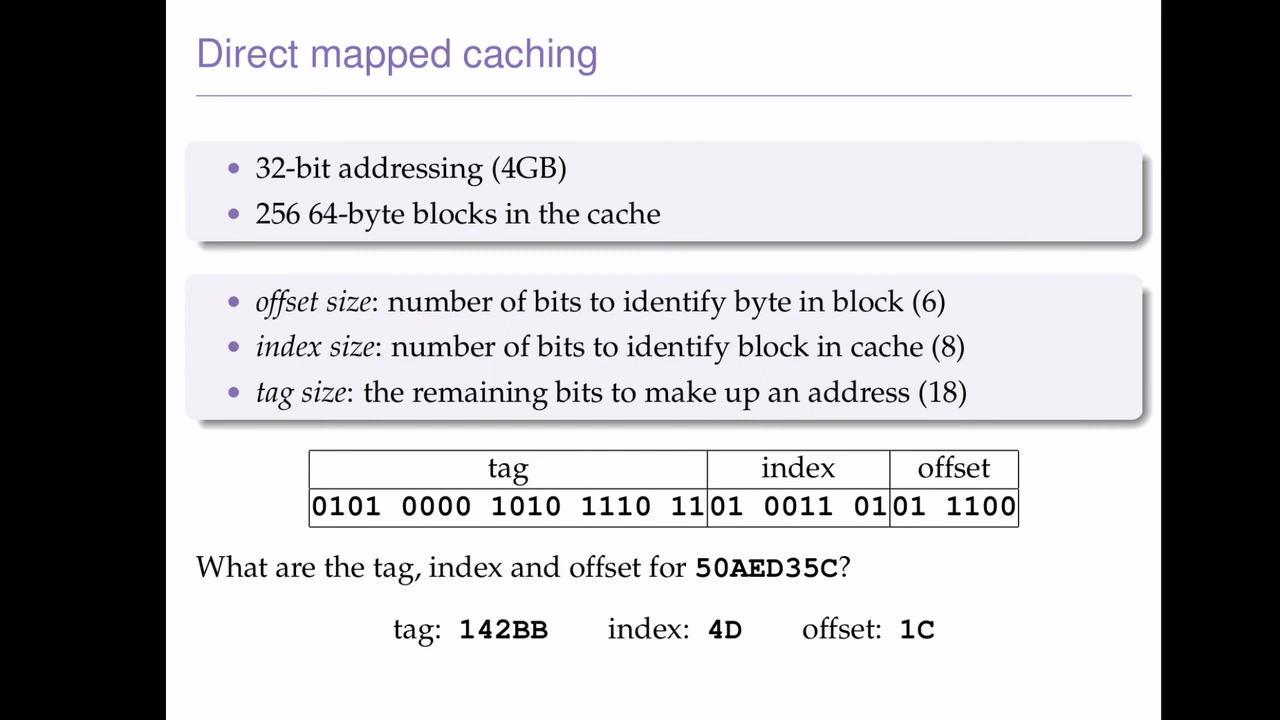 Direct mapped caching
• 32-bit addressing (4GB)
• 256 64-byte blocks in the cache
• offset size: number of bits to identify byte in block (6)
• index size: number of bits to identify block in cache (8)
• tag size: the remaining bits to make up an address (18)
tag index offset
0101 0000 1010 1110 11 01 0011 01 01 1100
What are the tag, index and offset for 50AED35C?
tag: 142BB index: 4D offset: 1C